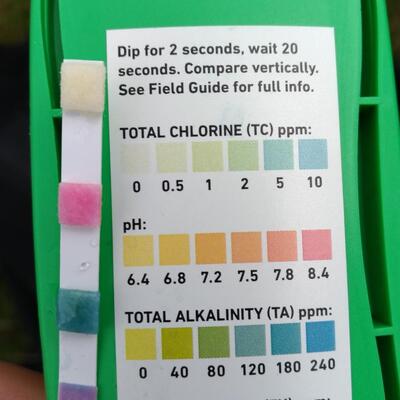 Dip for 2 seconds, wait 20
seconds. Compare vertically.
See Field Guide for full info.
TOTAL CHLORINE (TC) ppm:
0 0.5 1 2 5 10
pH:
6.4 6.8 7.2 7.5 7.8 8.4
TOTAL ALKALINITY (TA) ppm:
0 40 80 120 180 240